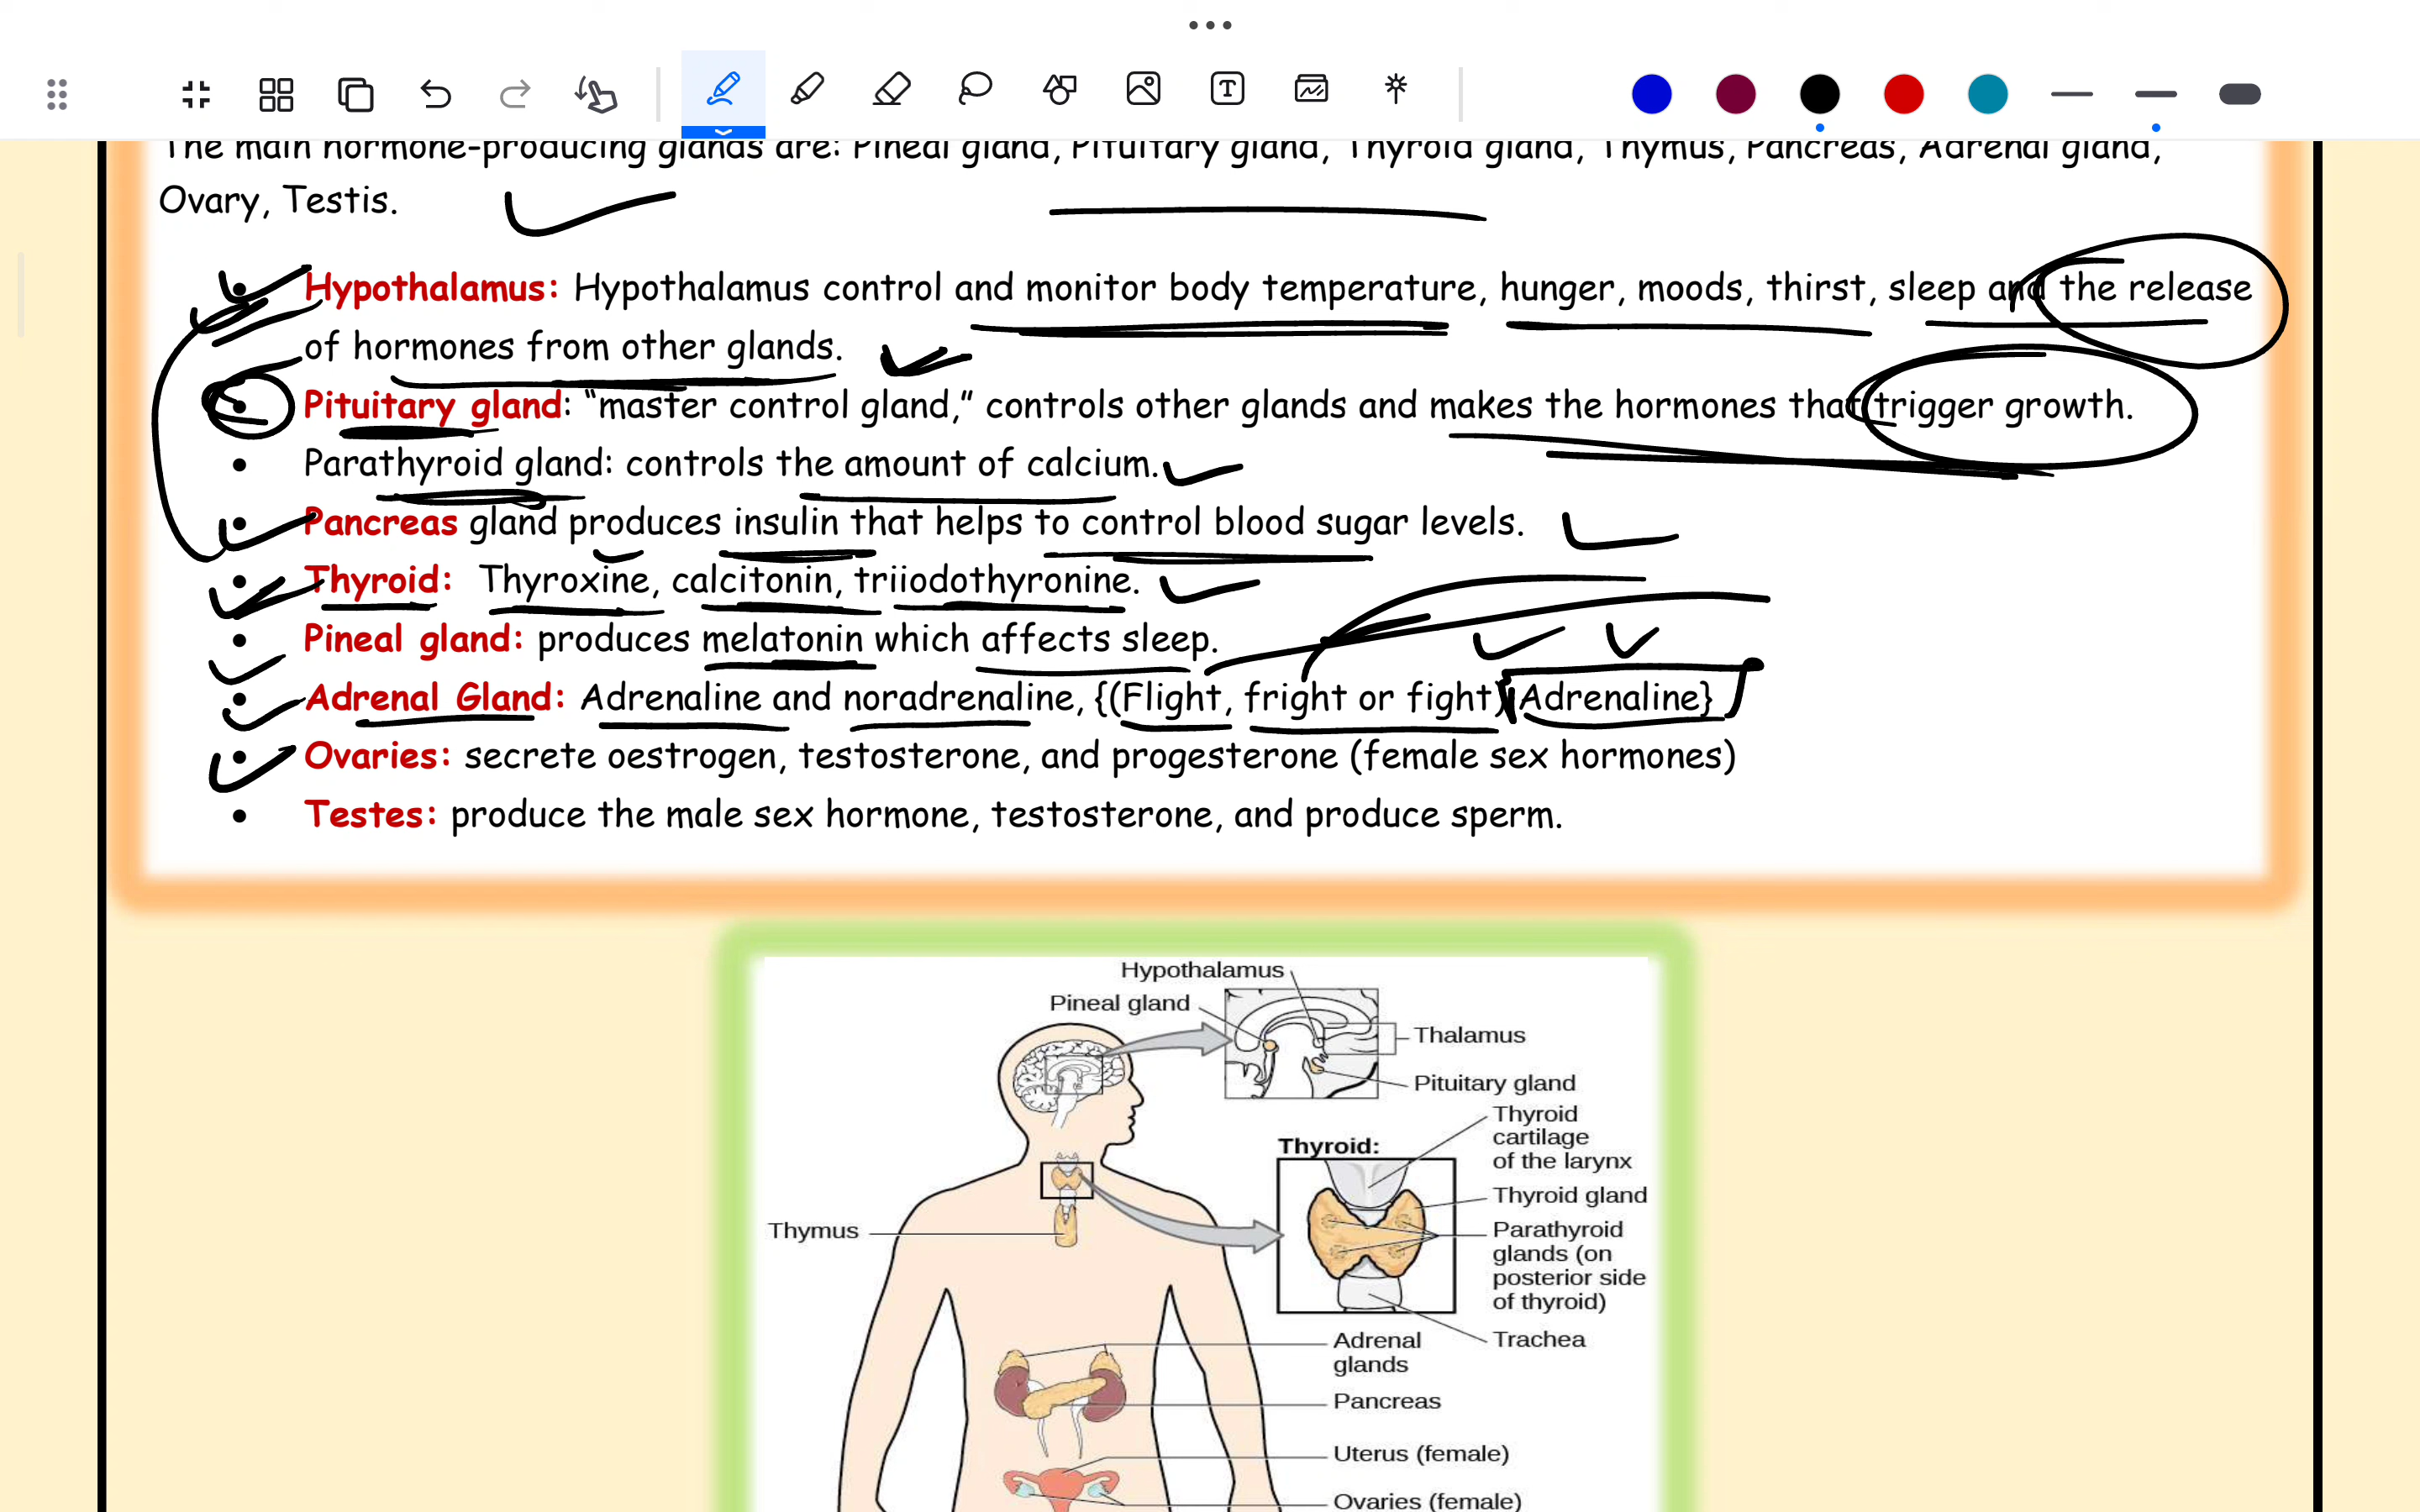 The main hormone-producing glands are: Pineal gland, Pituitary gland, Thyroid gland, Thymus, Pancreas, Adrenal gland,
Ovary, Testis.
• Hypothalamus: Hypothalamus control and monitor body temperature, hunger, moods, thirst, sleep and the release
of hormones from other glands.
• Pituitary gland: “master control gland,” controls other glands and makes the hormones that trigger growth.
• Parathyroid gland: controls the amount of calcium.
• Pancreas gland produces insulin that helps to control blood sugar levels.
• Thyroid: Thyroxine, calcitonin, triiodothyronine.
• Pineal gland: produces melatonin which affects sleep.
• Adrenal Gland: Adrenaline and noradrenaline, {(Flight, fright or fight) Adrenaline}
• Ovaries: secrete oestrogen, testosterone, and progesterone (female sex hormones)
• Testes: produce the male sex hormone, testosterone, and produce sperm.
Hypothalamus
Pineal gland
Thalamus
Pituitary gland
Thyroid
cartilage
of the larynx
Thyroid:
Thyroid gland
Parathyroid
glands (on
posterior side
of thyroid)
Trachea
Thymus
Adrenal
glands
Pancreas
Uterus (female)
Ovaries (female)